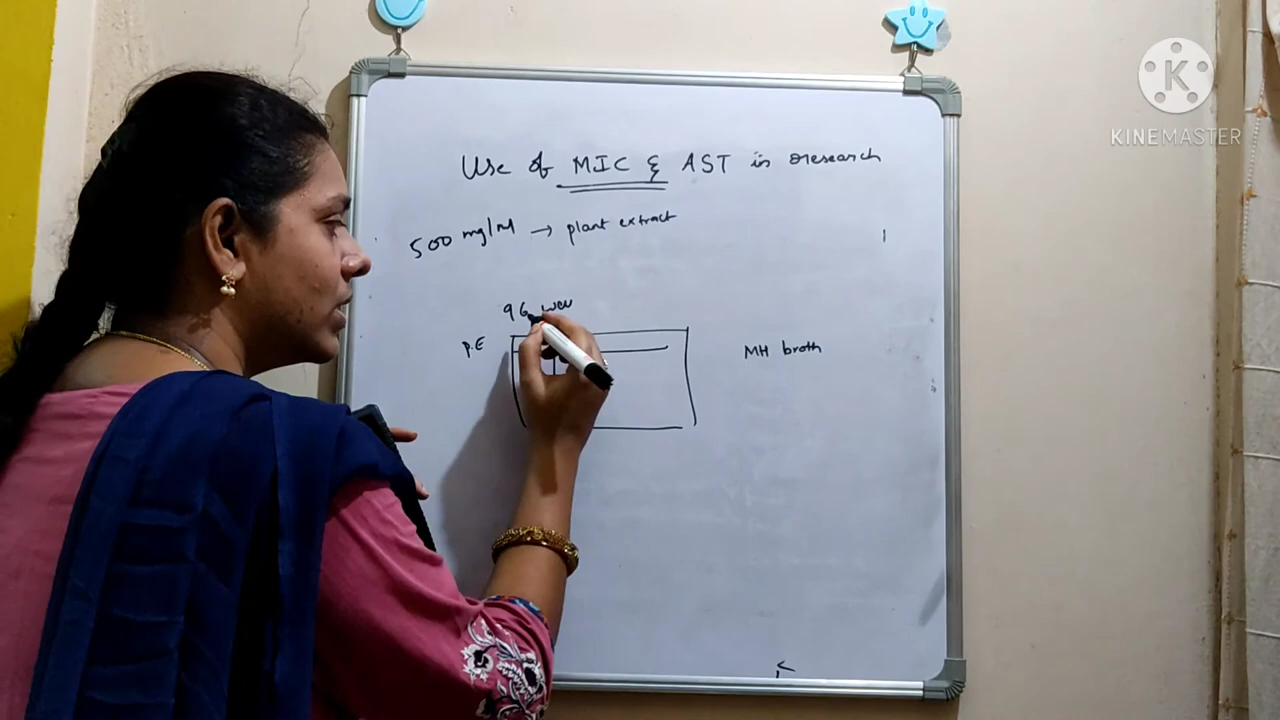 Use of MIC & AST in research
500 mg/ml → plant extract
96 well
P.E
MH broth
K
KINEMASTER